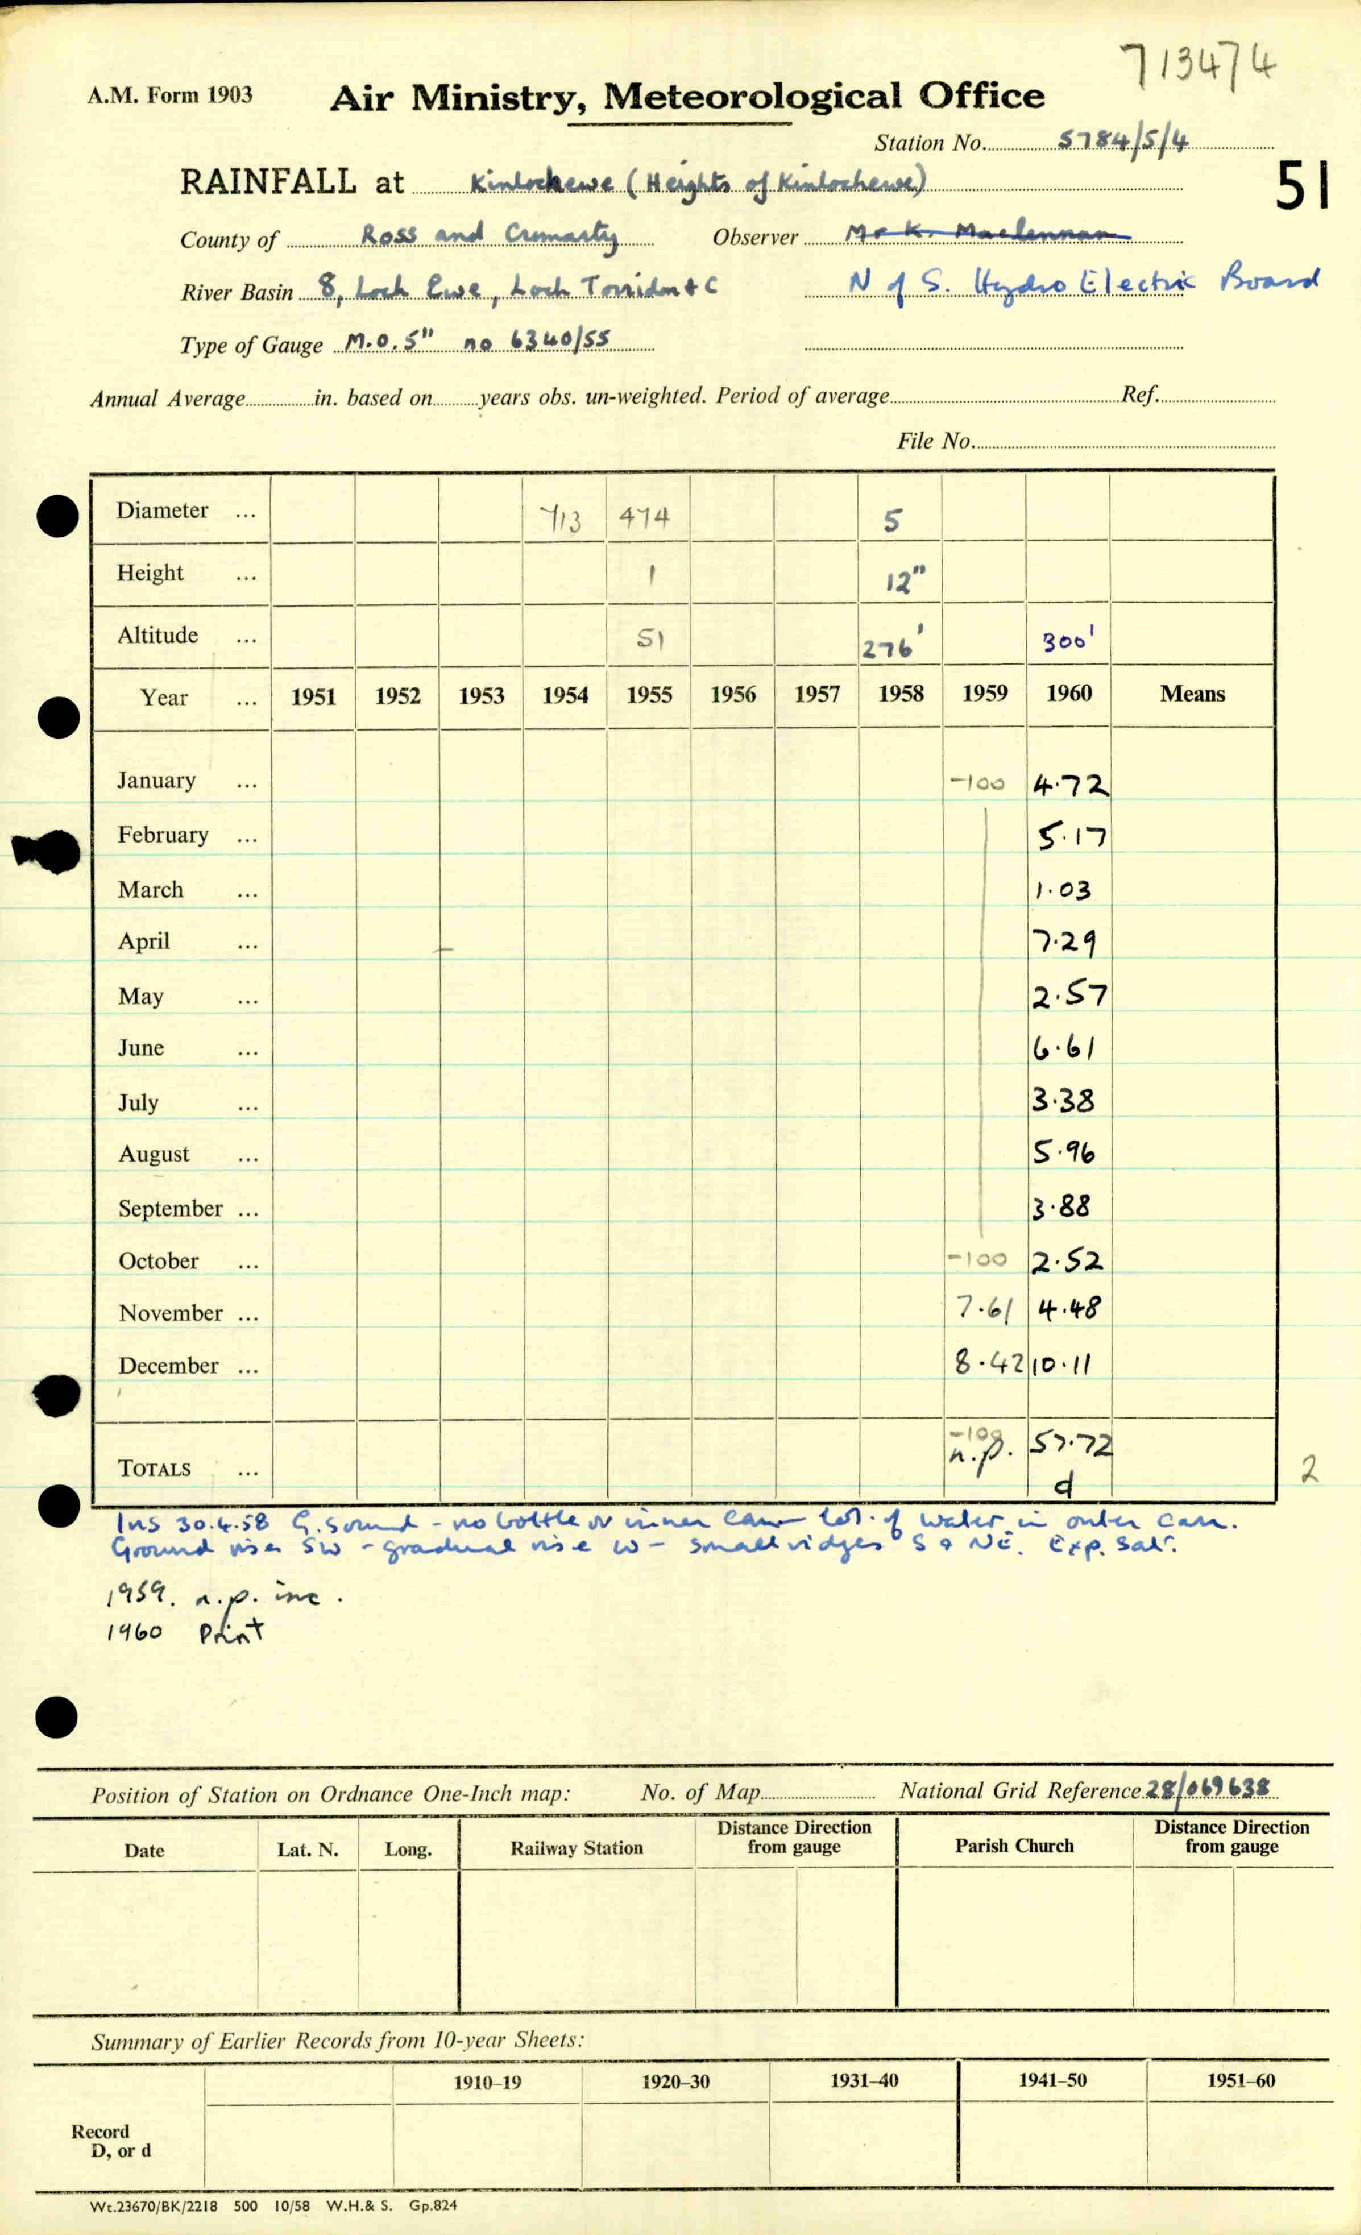 713474
A.M. Form 1903 Air Ministry, Meteorological Office
Station No. 5784/5/4
51
RAINFALL at Kinlochewe (Heights of Kinlochewe)
County of Ross and Cromarty Observer Mr K. Maclennan
River Basin 8, Loch Ewe, Loch Torridon & C N of S. Hydro Electric Board
Type of Gauge M.O. 5" no 6340/55
Annual Average in. based on years obs. un-weighted. Period of average Ref.
File No.
Diameter ... 713 474 5
Height ... 1 12"
Altitude ... 51 276' 300'
Year ... 1951 1952 1953 1954 1955 1956 1957 1958 1959 1960 Means
January ... -100 4.72
February ... 5.17
March ... 1.03
April ... 7.29
May ... 2.57
June ... 6.61
July ... 3.38
August ... 5.96
September ... 3.88
October ... -100 2.52
November ... 7.61 4.48
December ... 8.42 10.11
TOTALS ... -100 n.p. 57.72 d
2
Ins 30.4.58 G. sound - no bottle or inner can of water in outer can.
Ground rises SW - gradual rise W - small ridges S & NE. Exp. Sat.
1959. n.p. inc.
1960 Print
Position of Station on Ordnance One-Inch map: No. of Map National Grid Reference 28/069638
Date Lat. N. Long. Railway Station Distance Direction from gauge Parish Church Distance Direction from gauge
Summary of Earlier Records from 10-year Sheets:
1910–19 1920–30 1931–40 1941–50 1951–60
Record
D, or d
Wt.23670/BK/2218 500 10/58 W.H.& S. Gp.824